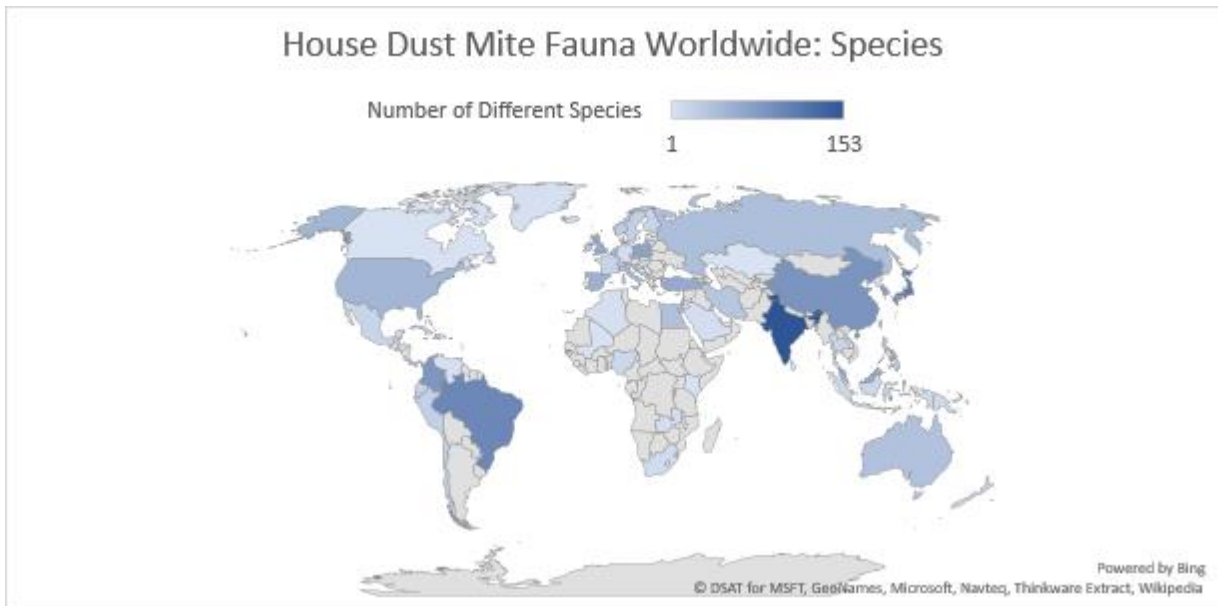 House Dust Mite Fauna Worldwide: Species
Number of Different Species
1 153
Powered by Bing
© DSAT for MSFT, GeoNames, Microsoft, Navteq, Thinkware Extract, Wikipedia